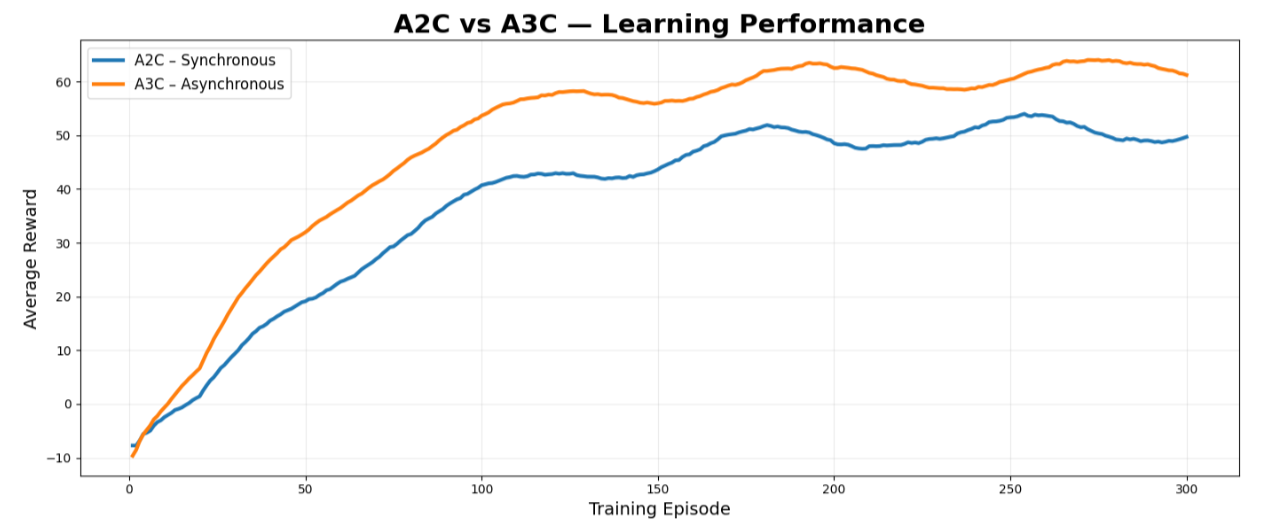 A2C vs A3C — Learning Performance
A2C – Synchronous
A3C – Asynchronous
Average Reward
60
50
40
30
20
10
0
−10
0 50 100 150 200 250 300
Training Episode